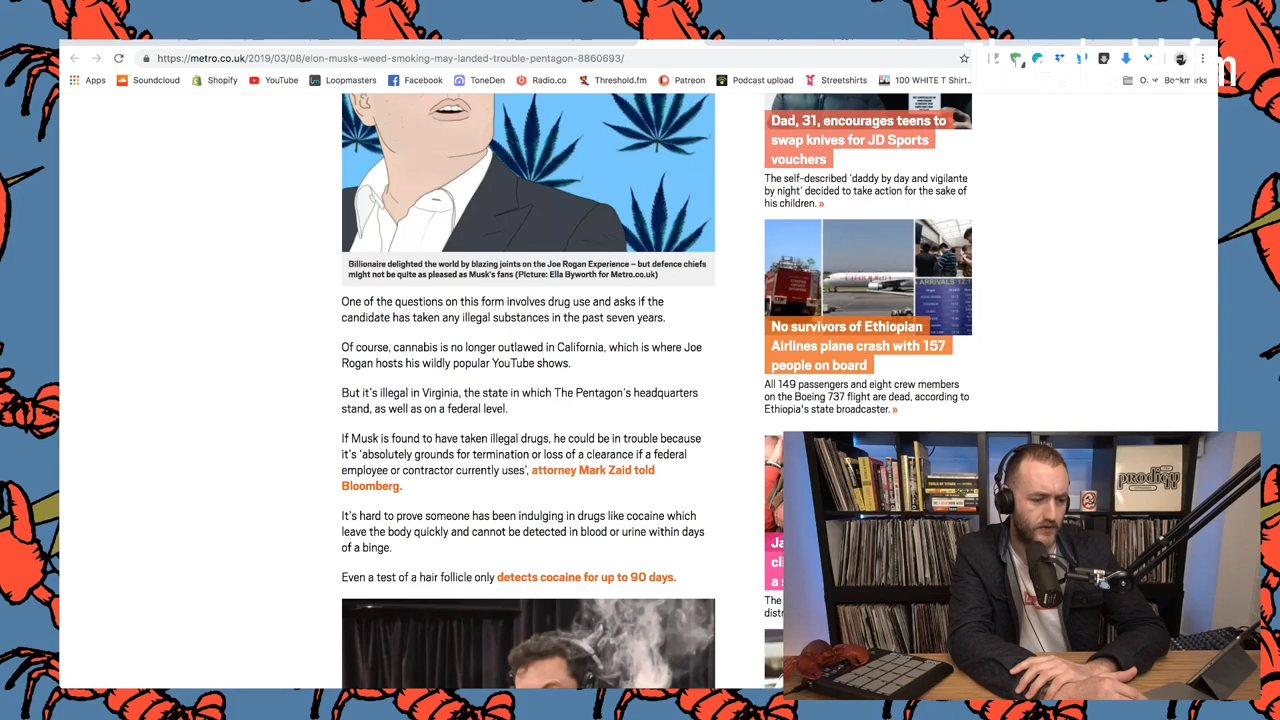 https://metro.co.uk/2019/03/08/elon-musks-weed-smoking-may-landed-trouble-pentagon-8860693/
Apps Soundcloud Shopify YouTube Loopmasters Facebook ToneDen Radio.co Threshold.fm Patreon Podcast upload Streetshirts 100 WHITE T Shirt... Bookmarks
Billionaire delighted the world by blazing joints on the Joe Rogan Experience – but defence chiefs
might not be quite as pleased as Musk's fans (Picture: Ella Byworth for Metro.co.uk)
One of the questions on this form involves drug use and asks if the
candidate has taken any illegal substances in the past seven years.
Of course, cannabis is no longer outlawed in California, which is where Joe
Rogan hosts his wildly popular YouTube shows.
But it's illegal in Virginia, the state in which The Pentagon's headquarters
stand, as well as on a federal level.
If Musk is found to have taken illegal drugs, he could be in trouble because
it's 'absolutely grounds for termination or loss of a clearance if a federal
employee or contractor currently uses', attorney Mark Zaid told
Bloomberg.
It's hard to prove someone has been indulging in drugs like cocaine which
leave the body quickly and cannot be detected in blood or urine within days
of a binge.
Even a test of a hair follicle only detects cocaine for up to 90 days.
Dad, 31, encourages teens to
swap knives for JD Sports
vouchers
The self-described 'daddy by day and vigilante
by night' decided to take action for the sake of
his children. »
ARRIVALS
No survivors of Ethiopian
Airlines plane crash with 157
people on board
All 149 passengers and eight crew members
on the Boeing 737 flight are dead, according to
Ethiopia's state broadcaster. »
Ja
cli
a s
The
distr
prodigy